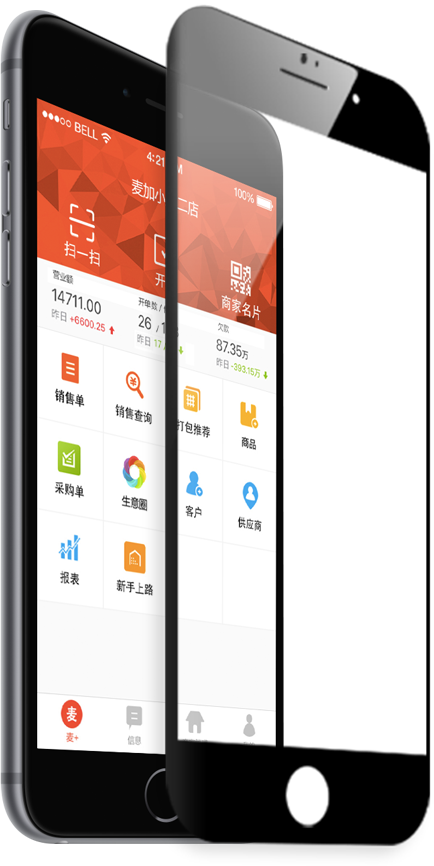 BELL
4:21 M
100%
麦加小 二店
扫一扫
开
商家名片
营业额
14711.00
昨日 +6600.25
开单数 /
26 / 1
昨日 17 /
欠款
87.35万
昨日 -393.15万
销售单
销售查询
打包推荐
商品
采购单
生意圈
客户
供应商
报表
新手上路
麦
麦+
信息